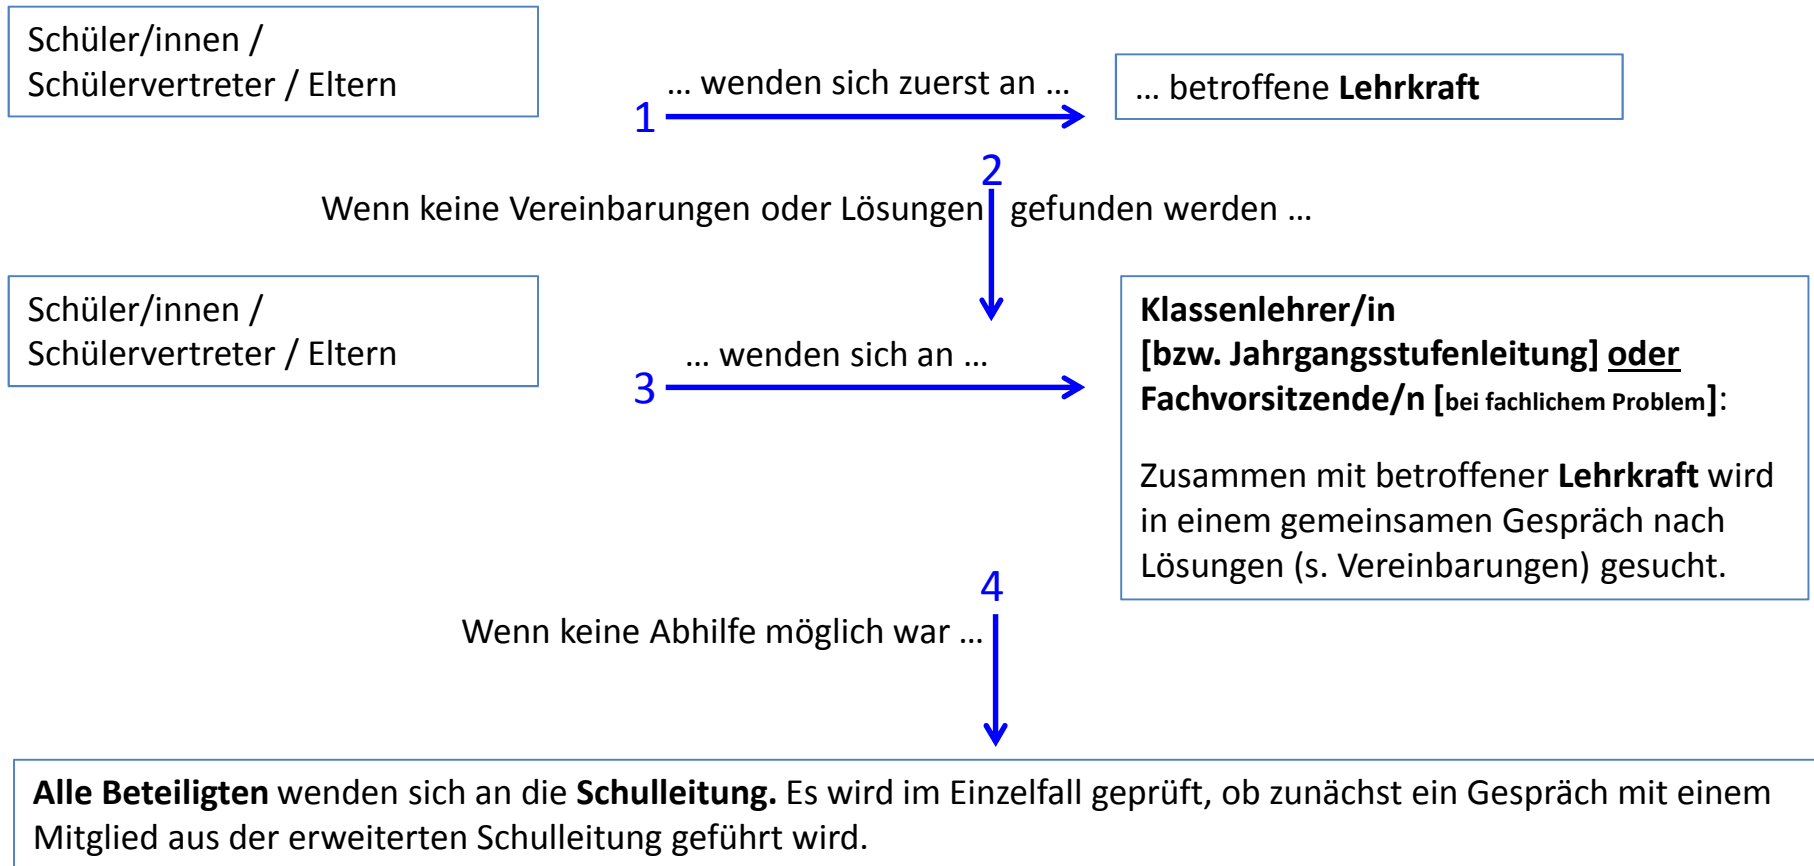 Schüler/innen /
Schülervertreter / Eltern
... wenden sich zuerst an ...
... betroffene Lehrkraft
1
2
Wenn keine Vereinbarungen oder Lösungen gefunden werden ...
Schüler/innen /
Schülervertreter / Eltern
... wenden sich an ...
3
Klassenlehrer/in
[bzw. Jahrgangsstufenleitung] oder
Fachvorsitzende/n [bei fachlichem Problem]:
Zusammen mit betroffener Lehrkraft wird
in einem gemeinsamen Gespräch nach
Lösungen (s. Vereinbarungen) gesucht.
4
Wenn keine Abhilfe möglich war ...
Alle Beteiligten wenden sich an die Schulleitung. Es wird im Einzelfall geprüft, ob zunächst ein Gespräch mit einem
Mitglied aus der erweiterten Schulleitung geführt wird.